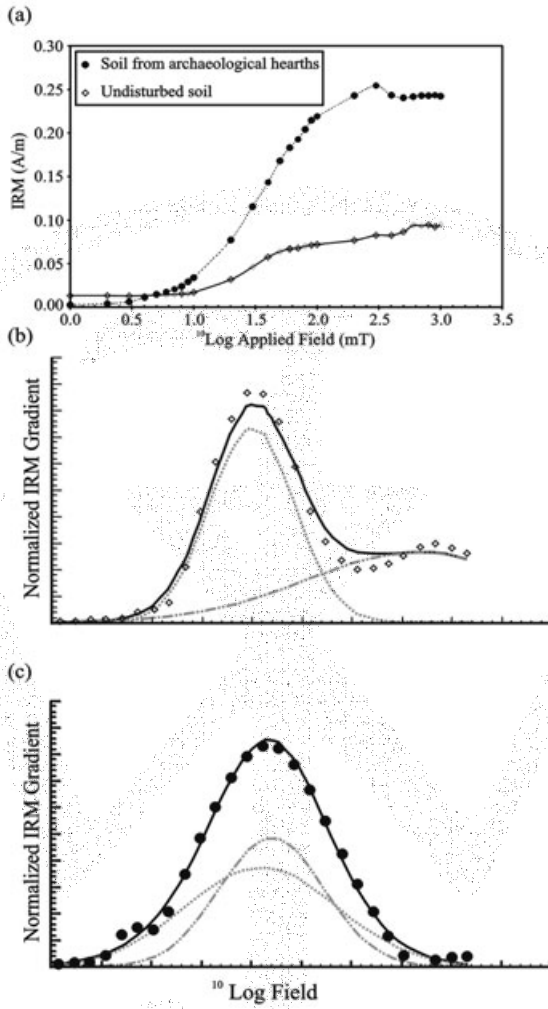 (a)
0.30
Soil from archaeological hearths
0.25
Undisturbed soil
0.20
IRM (A/m)
0.15
0.10
0.05
0.00
0.0 0.5 1.0 1.5 2.0 2.5 3.0 3.5
10Log Applied Field (mT)
(b)
Normalized IRM Gradient
(c)
Normalized IRM Gradient
10 Log Field